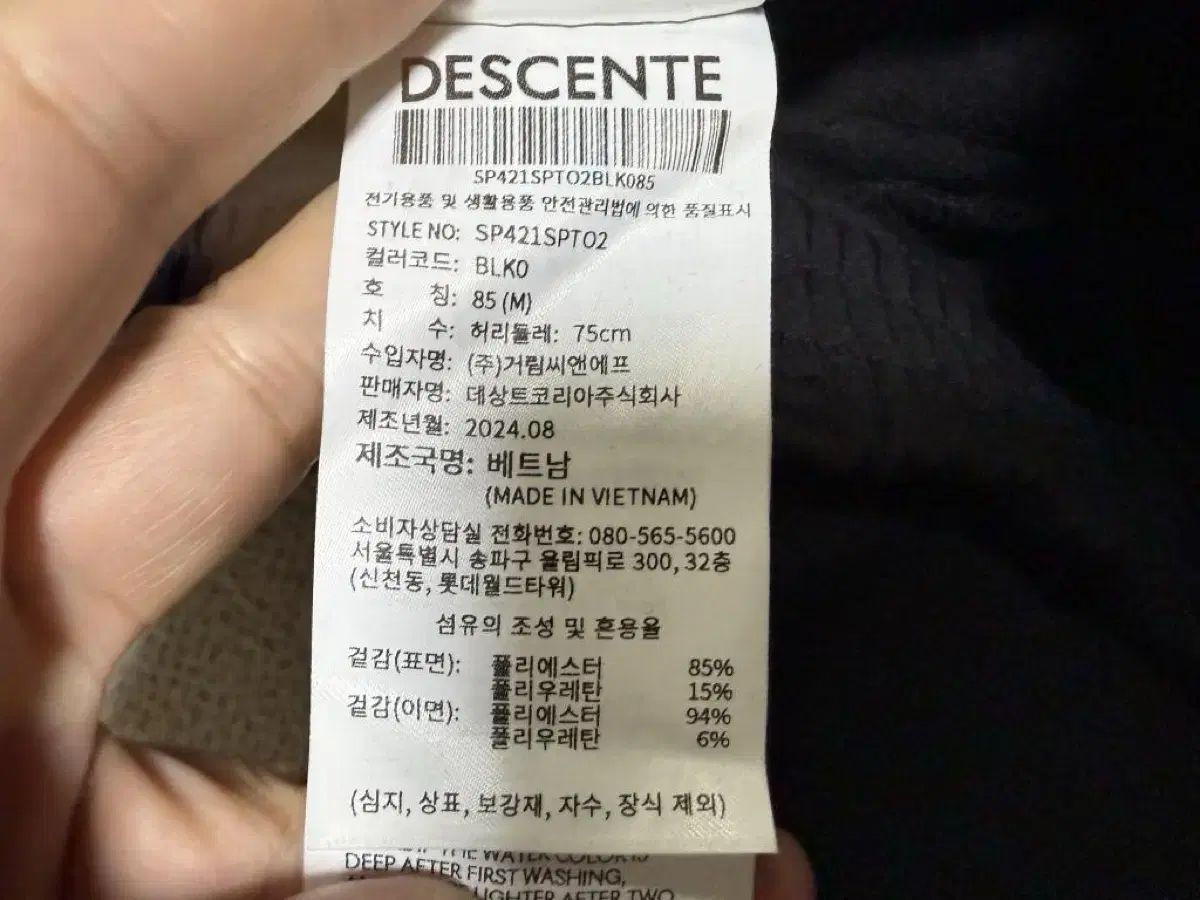 DESCENTE
SP421SPTO2BLK085
전기용품 및 생활용품 안전관리법에 의한 품질표시
STYLE NO: SP421SPTO2
컬러코드: BLK0
호 칭: 85 (M)
치 수: 허리둘레: 75cm
수입자명: (주)거림씨앤에프
판매자명: 데상트코리아주식회사
제조년월: 2024.08
제조국명: 베트남
(MADE IN VIETNAM)
소비자상담실 전화번호: 080-565-5600
서울특별시 송파구 올림픽로 300, 32층
(신천동, 롯데월드타워)
섬유의 조성 및 혼용율
겉감(표면): 폴리에스터 85%
폴리우레탄 15%
겉감(이면): 폴리에스터 94%
폴리우레탄 6%
(심지, 상표, 보강재, 자수, 장식 제외)
THE WATER COLOR IS
DEEP AFTER FIRST WASHING,
LIGHTER AFTER TWO